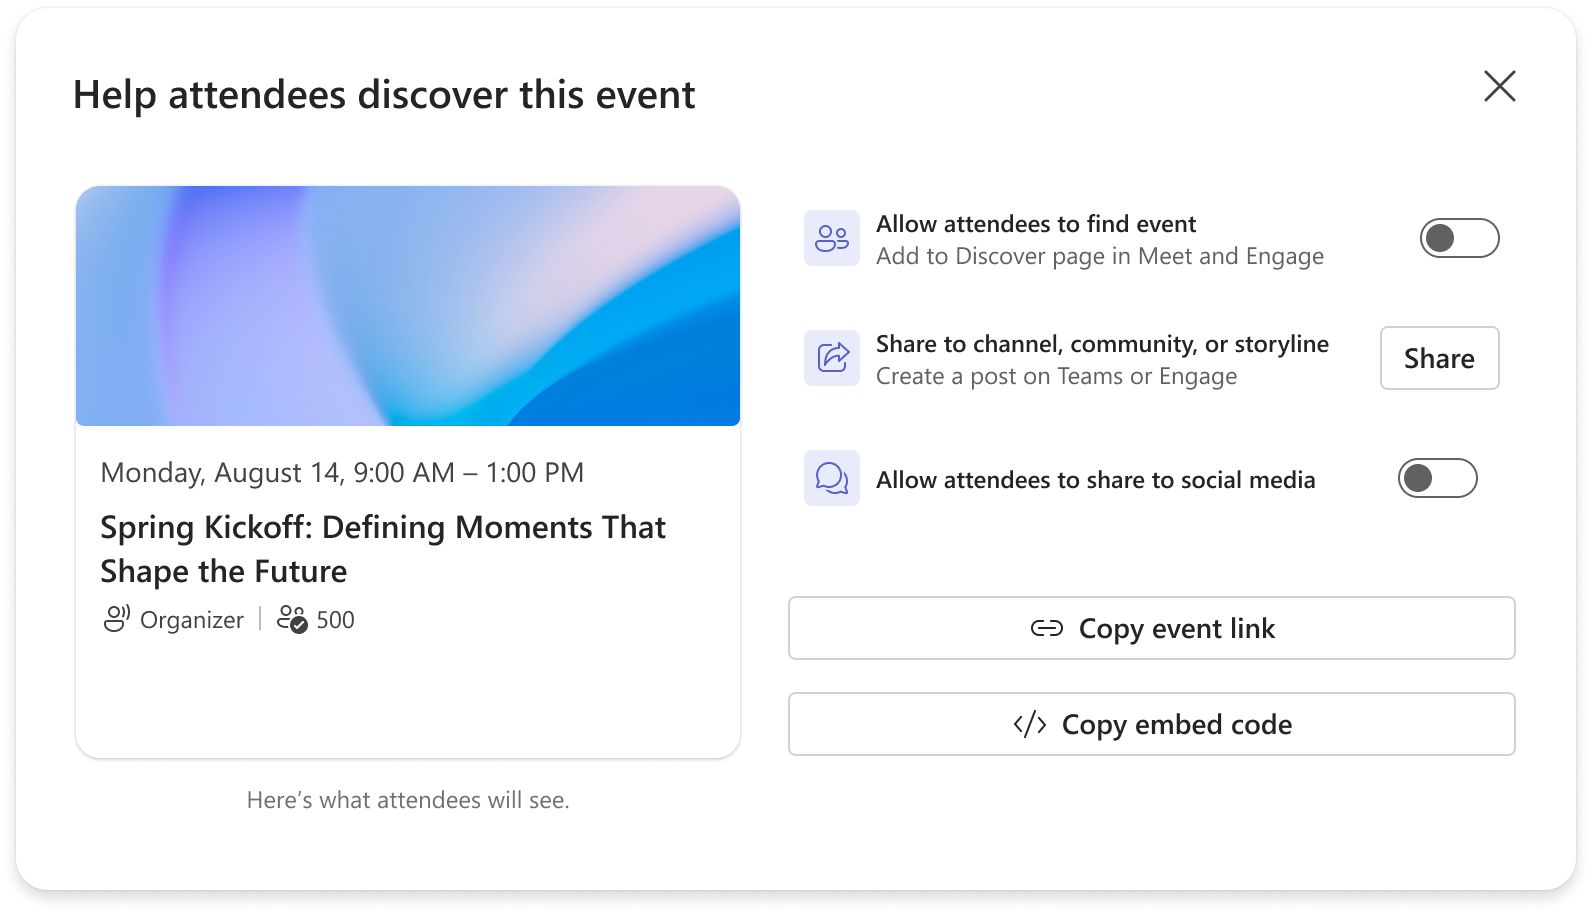 Help attendees discover this event
Monday, August 14, 9:00 AM – 1:00 PM
Spring Kickoff: Defining Moments That
Shape the Future
Organizer | 500
Here’s what attendees will see.
Allow attendees to find event
Add to Discover page in Meet and Engage
Share to channel, community, or storyline
Create a post on Teams or Engage
Share
Allow attendees to share to social media
Copy event link
Copy embed code